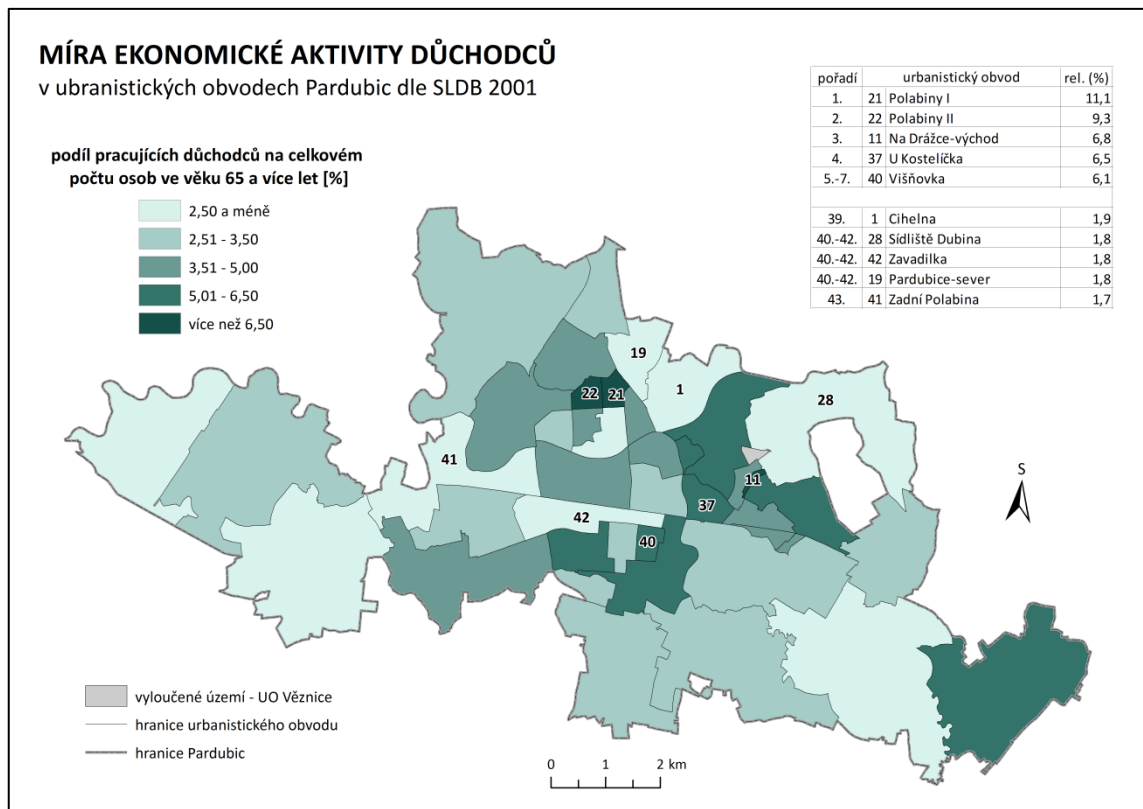 MÍRA EKONOMICKÉ AKTIVITY DŮCHODCŮ
v ubranistických obvodech Pardubic dle SLDB 2001
podíl pracujících důchodců na celkovém
počtu osob ve věku 65 a více let [%]
2,50 a méně
2,51 - 3,50
3,51 - 5,00
5,01 - 6,50
více než 6,50
pořadí urbanistický obvod rel. (%)
1. 21 Polabiny I 11,1
2. 22 Polabiny II 9,3
3. 11 Na Drážce-východ 6,8
4. 37 U Kostelíčka 6,5
5.-7. 40 Višňovka 6,1
39. 1 Cihelna 1,9
40.-42. 28 Sídliště Dubina 1,8
40.-42. 42 Zavadilka 1,8
40.-42. 19 Pardubice-sever 1,8
43. 41 Zadní Polabina 1,7
19
1
22 21
28
41
11
37
42
40
S
vyloučené území - UO Věznice
hranice urbanistického obvodu
hranice Pardubic
0 1 2 km